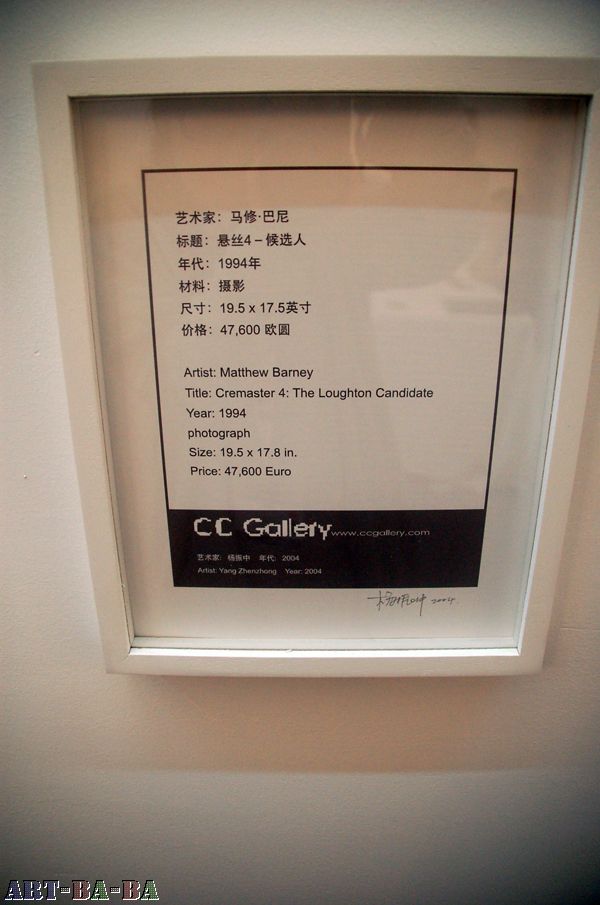 艺术家：马修·巴尼
标题：悬丝4 – 候选人
年代：1994年
材料：摄影
尺寸：19.5 x 17.5英寸
价格：47,600 欧圆
Artist: Matthew Barney
Title: Cremaster 4: The Loughton Candidate
Year: 1994
photograph
Size: 19.5 x 17.8 in.
Price: 47,600 Euro
CC Gallery www.ccgallery.com
艺术家：杨振中 年代：2004
Artist: Yang Zhenzhong Year: 2004
杨振中 2004.
ART-BA-BA